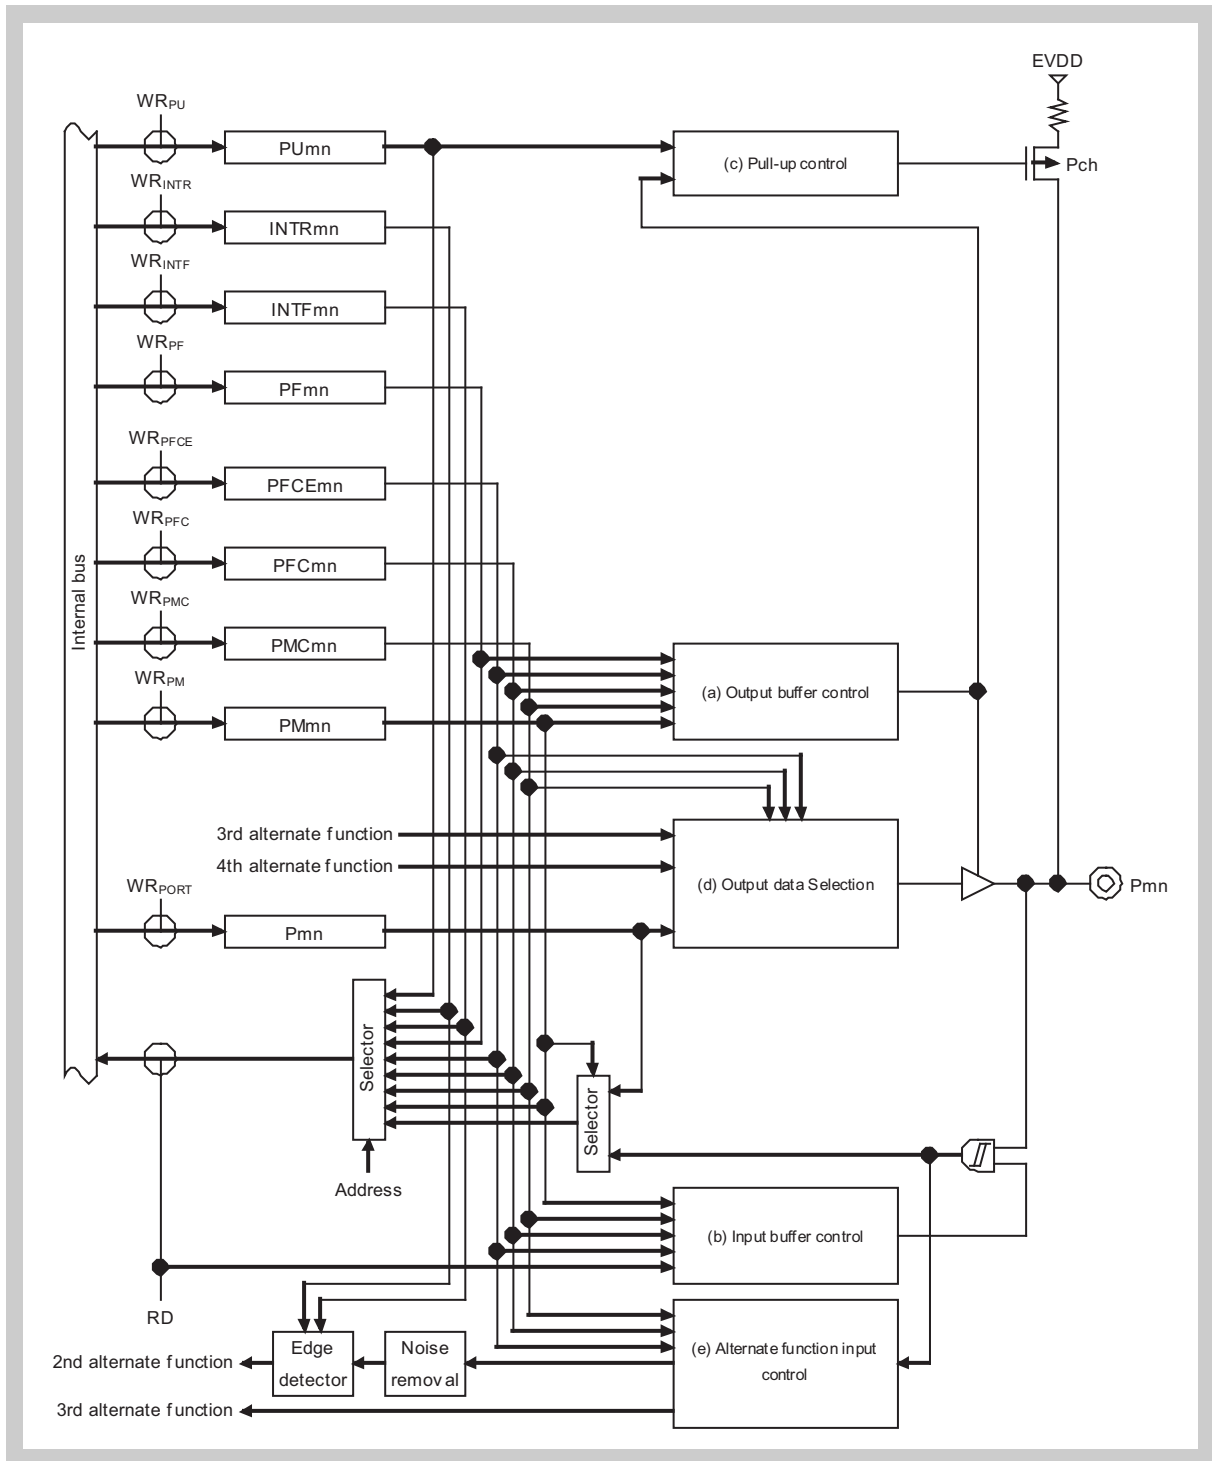 EVDD
WRPU
PUmn
(c) Pull-up control
Pch
WRINTR
INTRmn
WRINTF
INTFmn
WRPF
PFmn
WRPFCE
PFCEmn
WRPFC
PFCmn
Internal bus
WRPMC
PMCmn
(a) Output buffer control
WRPM
PMmn
3rd alternate function
4th alternate function
(d) Output data Selection
Pmn
WRPORT
Pmn
Selector
Selector
Address
(b) Input buffer control
RD
(e) Alternate function input
control
Edge
detector
Noise
removal
2nd alternate function
3rd alternate function